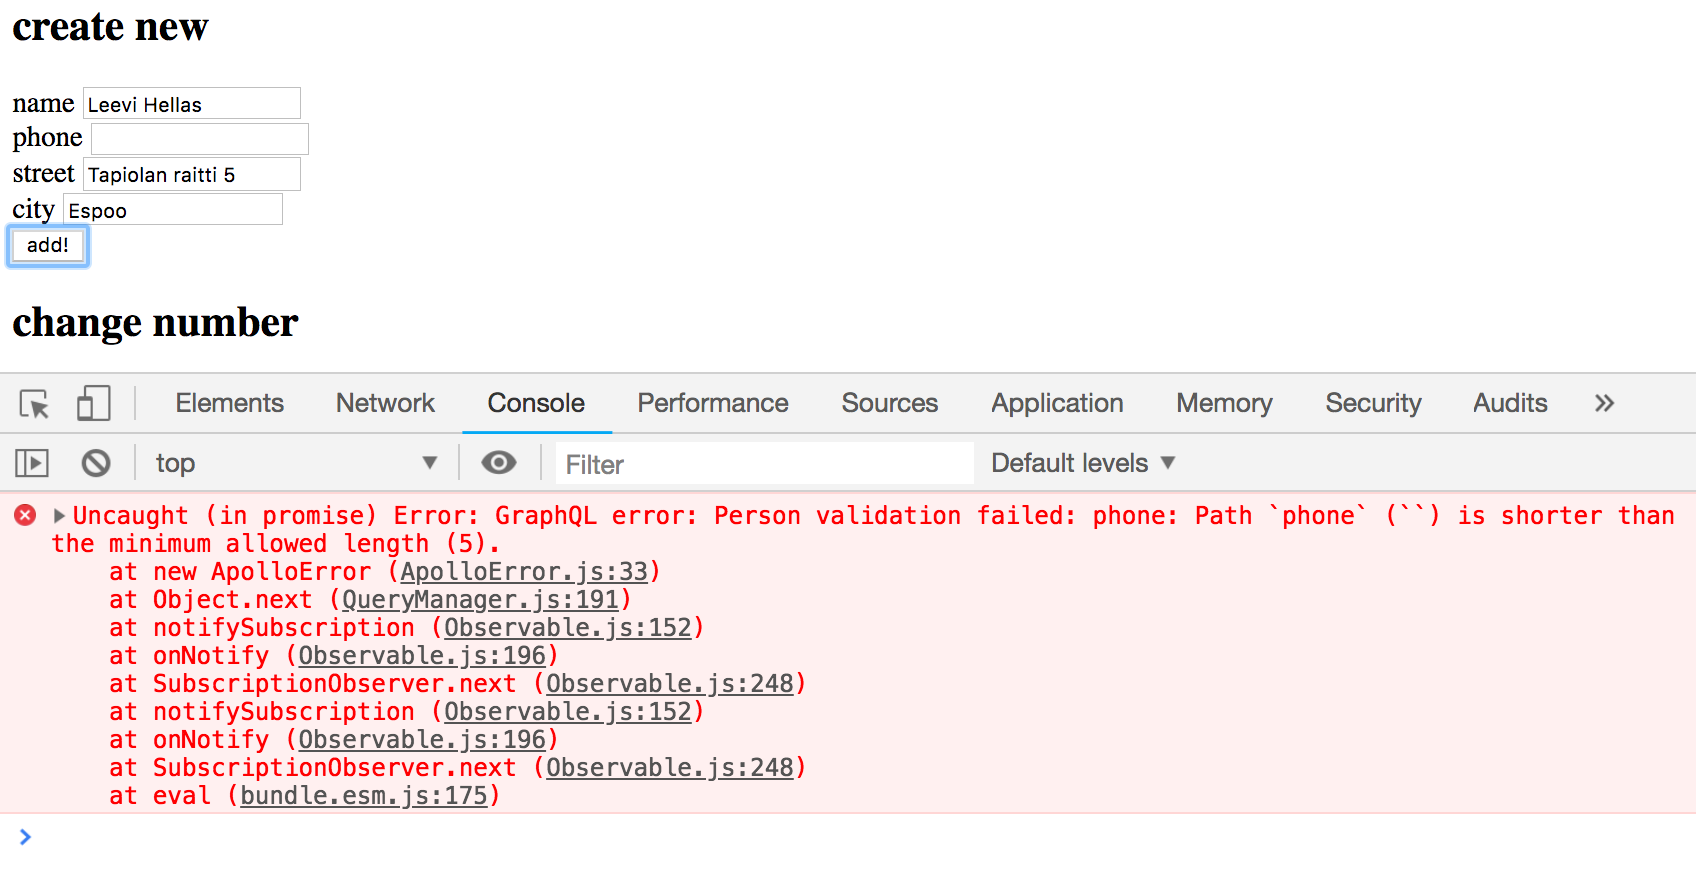 create new
name Leevi Hellas
phone
street Tapiolan raitti 5
city Espoo
add!
change number
Elements Network Console Performance Sources Application Memory Security Audits »
top Filter Default levels
Uncaught (in promise) Error: GraphQL error: Person validation failed: phone: Path `phone` (``) is shorter than
the minimum allowed length (5).
at new ApolloError (ApolloError.js:33)
at Object.next (QueryManager.js:191)
at notifySubscription (Observable.js:152)
at onNotify (Observable.js:196)
at SubscriptionObserver.next (Observable.js:248)
at notifySubscription (Observable.js:152)
at onNotify (Observable.js:196)
at SubscriptionObserver.next (Observable.js:248)
at eval (bundle.esm.js:175)